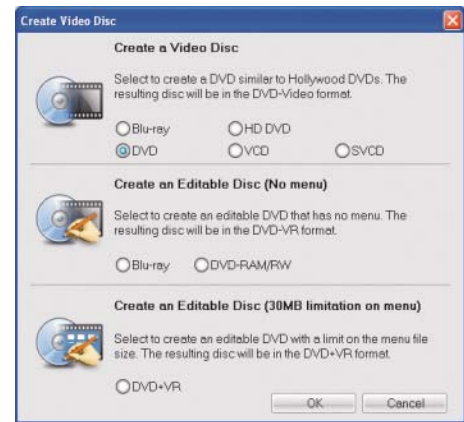 Create Video Disc
Create a Video Disc
Select to create a DVD similar to Hollywood DVDs. The
resulting disc will be in the DVD-Video format.
Blu-ray HD DVD
DVD VCD SVCD
Create an Editable Disc (No menu)
Select to create an editable DVD that has no menu. The
resulting disc will be in the DVD-VR format.
Blu-ray DVD-RAM/RW
Create an Editable Disc (30MB limitation on menu)
Select to create an editable DVD with a limit on the menu file
size. The resulting disc will be in the DVD+VR format.
DVD+VR
OK Cancel